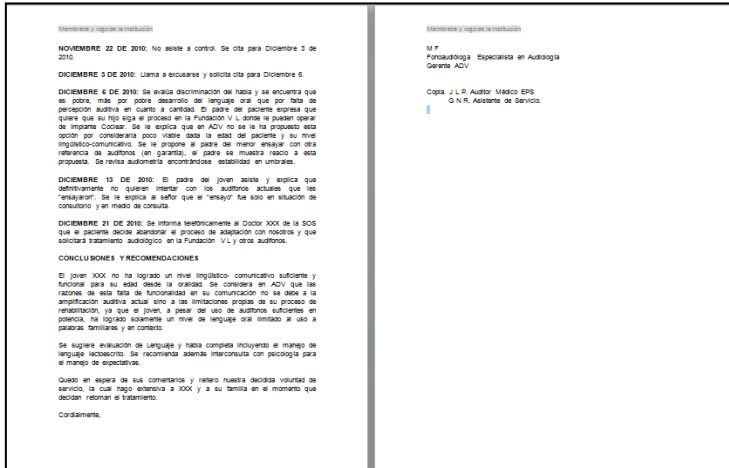 Membrete y logo de la institución
NOVIEMBRE 22 DE 2010: No asiste a control. Se cita para Diciembre 3 de
2010.
DICIEMBRE 3 DE 2010: Llama a excusarse y solicita cita para Diciembre 6.
DICIEMBRE 6 DE 2010: Se evalúa discriminación del habla y se encuentra que
es pobre, más por pobre desarrollo del lenguaje oral que por falta de
percepción auditiva en cuanto a cantidad. El padre del paciente expresa que
quiere que su hijo siga el proceso en la Fundación V L donde le pueden operar
de Implante Coclear. Se le explica que en ADV no se le ha propuesto esta
opción por considerarla poco viable dada la edad del paciente y su nivel
lingüístico-comunicativo. Se le propone al padre del menor ensayar con otra
referencia de audífonos (en garantía), el padre se muestra reacio a esta
propuesta. Se revisa audiometría encontrándose estabilidad en umbrales.
DICIEMBRE 13 DE 2010: El padre del joven asiste y explica que
definitivamente no quieren intentar con los audífonos actuales que les
"ensayaron". Se le explica al señor que el "ensayo" fue solo en situación de
consultorio y en medio de consulta.
DICIEMBRE 21 DE 2010: Se informa telefónicamente al Doctor XXX de la SOS
que el paciente decide abandonar el proceso de adaptación con nosotros y que
solicitará tratamiento audiológico en la Fundación V L y otros audífonos.
CONCLUSIONES Y RECOMENDACIONES
El joven XXX no ha logrado un nivel lingüístico- comunicativo suficiente y
funcional para su edad desde la oralidad. Se considera en ADV que las
razones de esta falta de funcionalidad en su comunicación no se debe a la
amplificación auditiva actual sino a las limitaciones propias de su proceso de
rehabilitación, ya que el joven, a pesar del uso de audífonos suficientes en
potencia, ha logrado solamente un nivel de lenguaje oral limitado al uso a
palabras familiares y en contexto.
Se sugiere evaluación de Lenguaje y habla completa incluyendo el manejo de
lenguaje lectoescrito. Se recomienda además interconsulta con psicología para
el manejo de expectativas.
Quedo en espera de sus comentarios y reitero nuestra decidida voluntad de
servicio, la cual hago extensiva a XXX y a su familia en el momento que
decidan retoman el tratamiento.
Cordialmente,
Membrete y logo de la institución
M F
Fonoaudióloga Especialista en Audiología
Gerente ADV
Copia. J L P. Auditor Médico EPS
G N R. Asistente de Servicio.